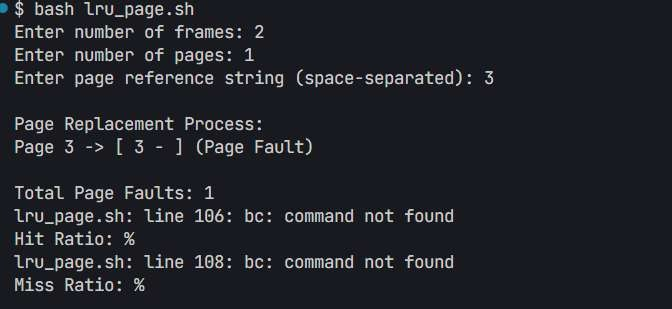 $ bash lru_page.sh
Enter number of frames: 2
Enter number of pages: 1
Enter page reference string (space-separated): 3
Page Replacement Process:
Page 3 -> [ 3 - ] (Page Fault)
Total Page Faults: 1
lru_page.sh: line 106: bc: command not found
Hit Ratio: %
lru_page.sh: line 108: bc: command not found
Miss Ratio: %